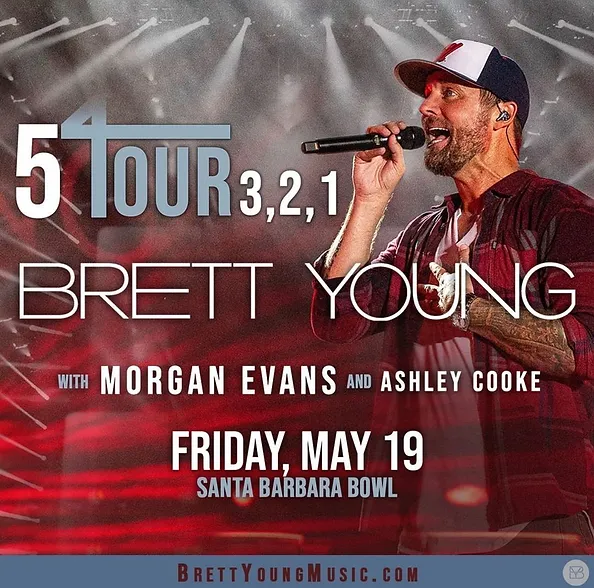 5 4 TOUR 3,2,1
BRETT YOUNG
WITH MORGAN EVANS AND ASHLEY COOKE
FRIDAY, MAY 19
SANTA BARBARA BOWL
BRETTYOUNGMUSIC.COM